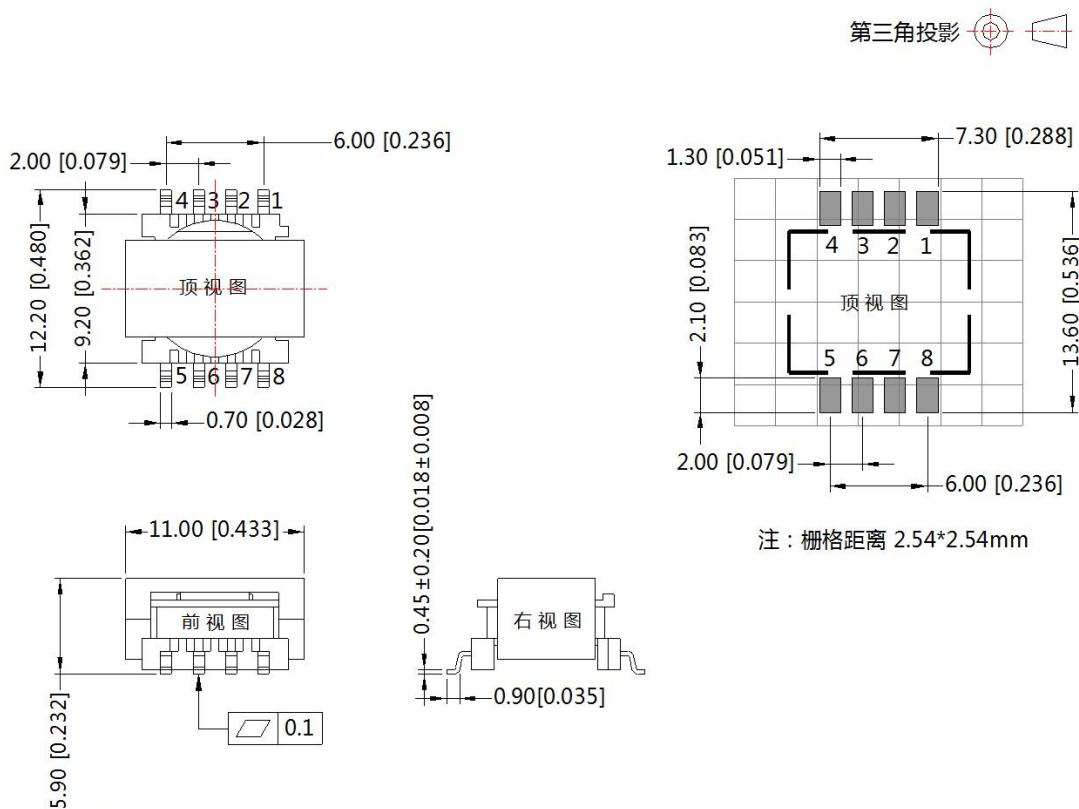 第三角投影
6.00 [0.236]
2.00 [0.079]
4 3 2 1
12.20 [0.480]
9.20 [0.362]
顶视图
5 6 7 8
0.70 [0.028]
7.30 [0.288]
1.30 [0.051]
4 3 2 1
2.10 [0.083]
顶视图
13.60 [0.536]
5 6 7 8
2.00 [0.079]
6.00 [0.236]
注：栅格距离 2.54*2.54mm
11.00 [0.433]
前视图
5.90 [0.232]
0.1
0.45±0.20[0.018±0.008]
右视图
0.90[0.035]